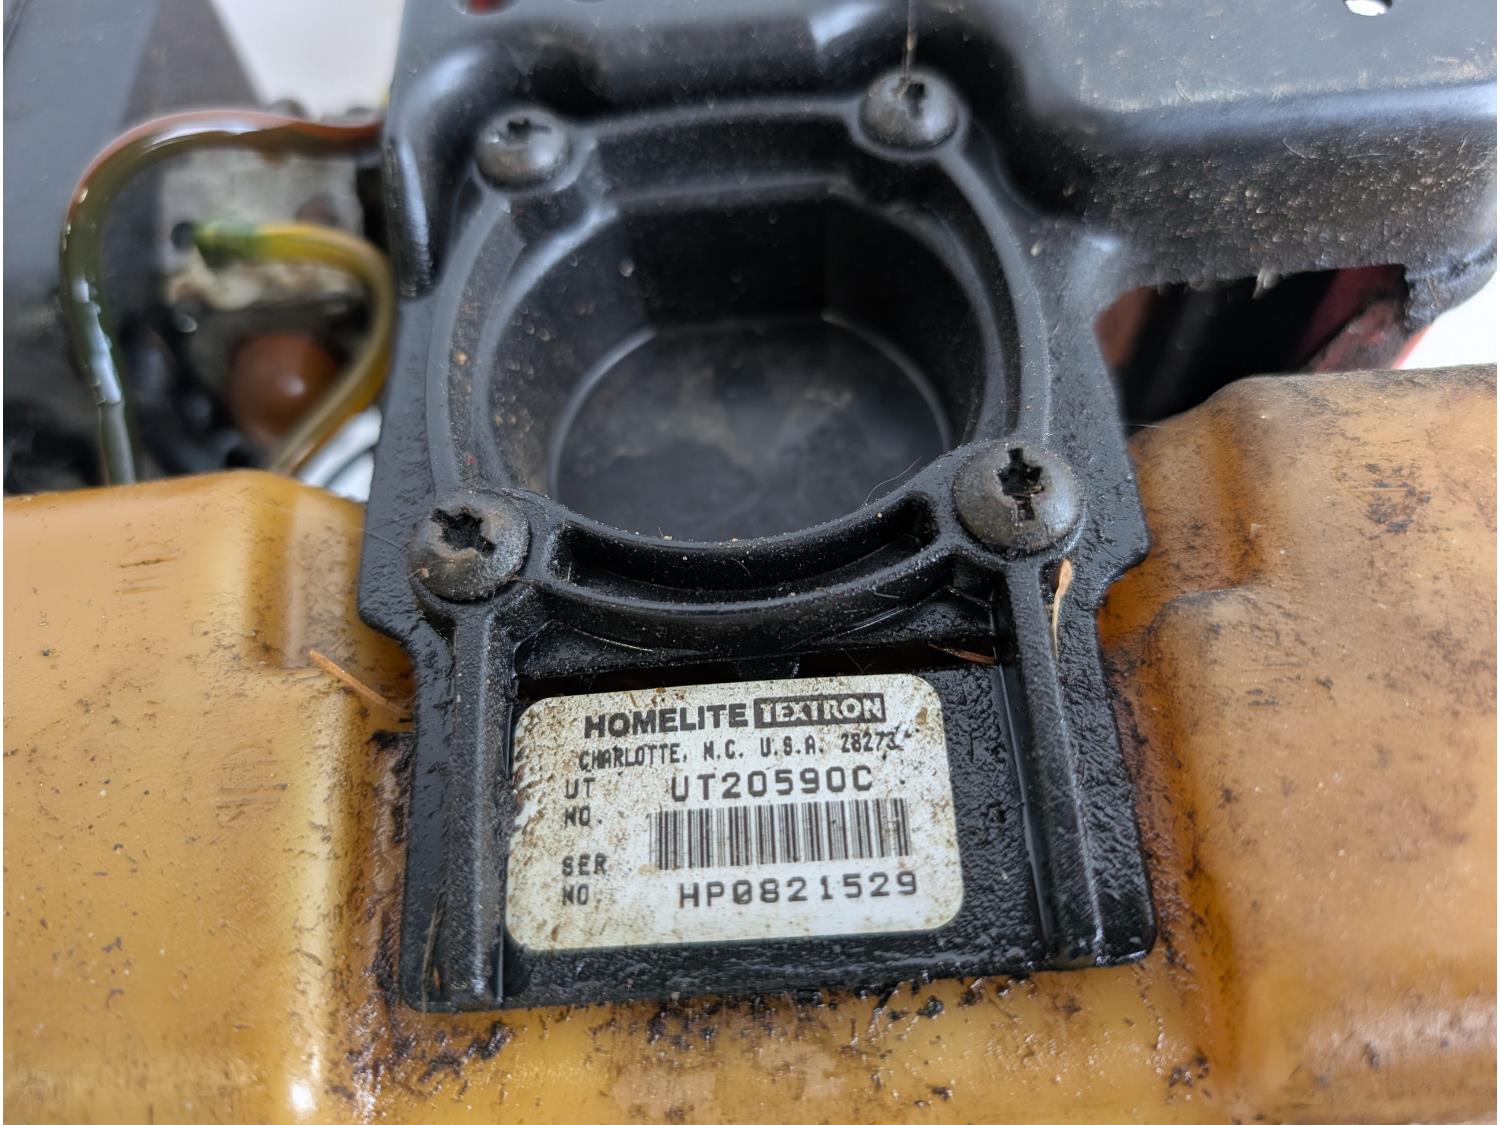 HOMELITE TEXTRON
CHARLOTTE, N.C. U.S.A. 28273
UT NO. UT20590C
SER NO. HP0821529